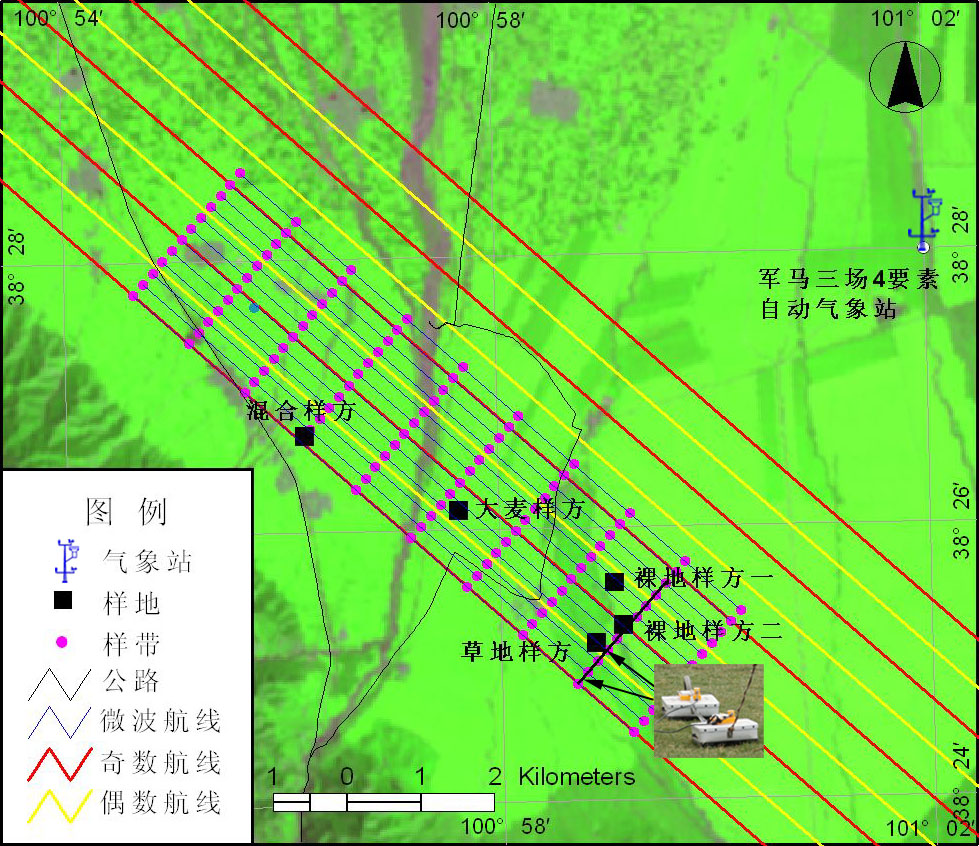 100° 54′
100° 58′
101° 02′
38° 28′
38° 28′
军马三场4要素
自动气象站
混合样方
大麦样方
38° 26′
裸地样方一
裸地样方二
草地样方
图 例
气象站
样地
样带
公路
微波航线
奇数航线
偶数航线
1 0 1 2 Kilometers
38° 24′
100° 58′
101° 02′